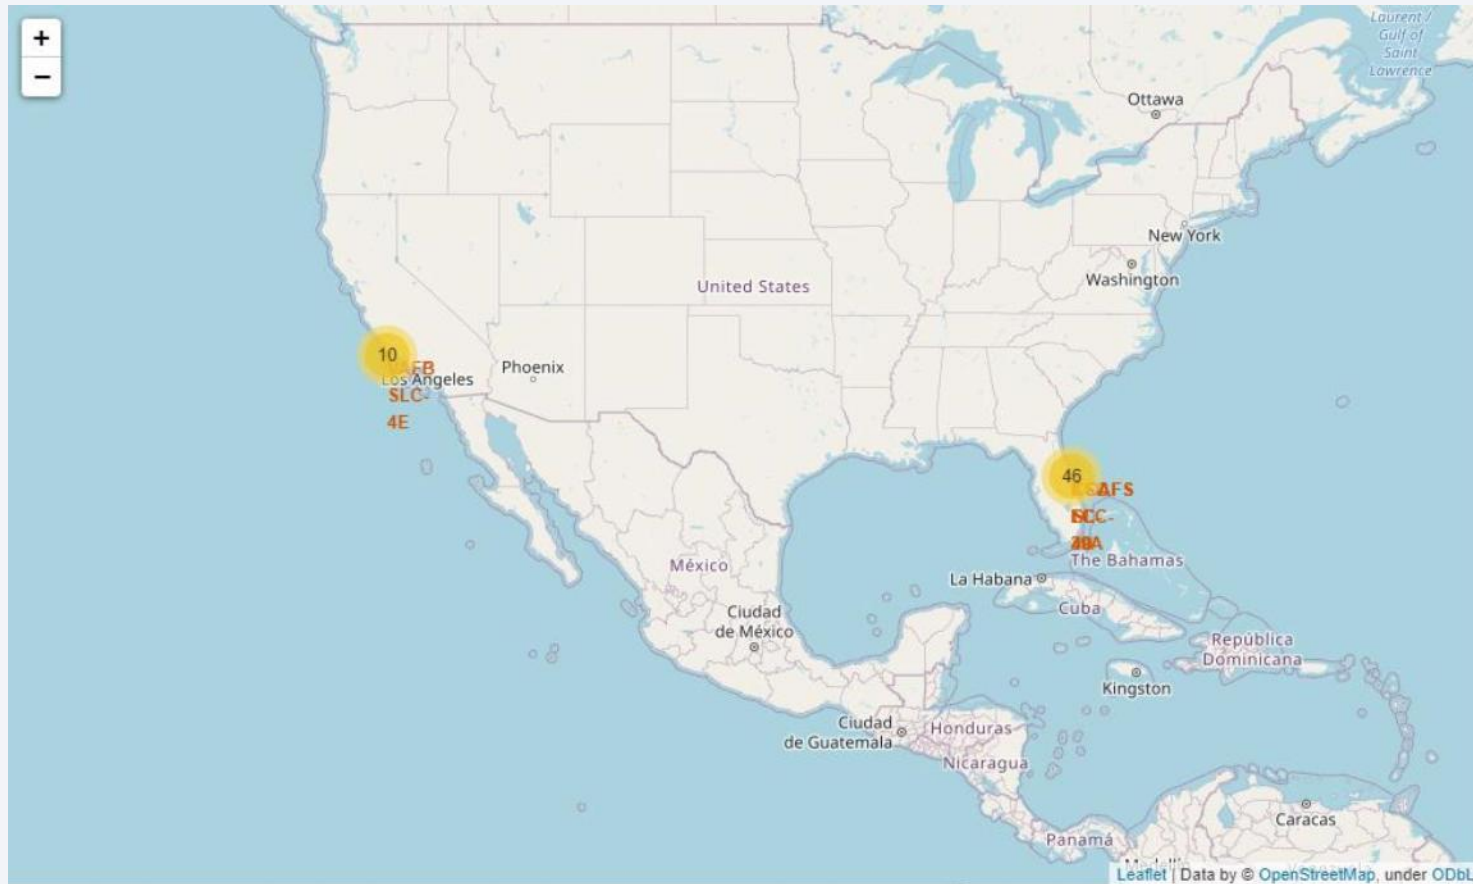 +
−
Laurent /
Gulf of
Saint
Lawrence
Ottawa
New York
Washington
United States
10
Los Angeles
SLC-
4E
Phoenix
46
AFS
The Bahamas
La Habana
Cuba
México
Ciudad
de México
República
Dominicana
Kingston
Ciudad
de Guatemala
Honduras
Nicaragua
Caracas
Panamá
Leaflet | Data by © OpenStreetMap, under ODbL